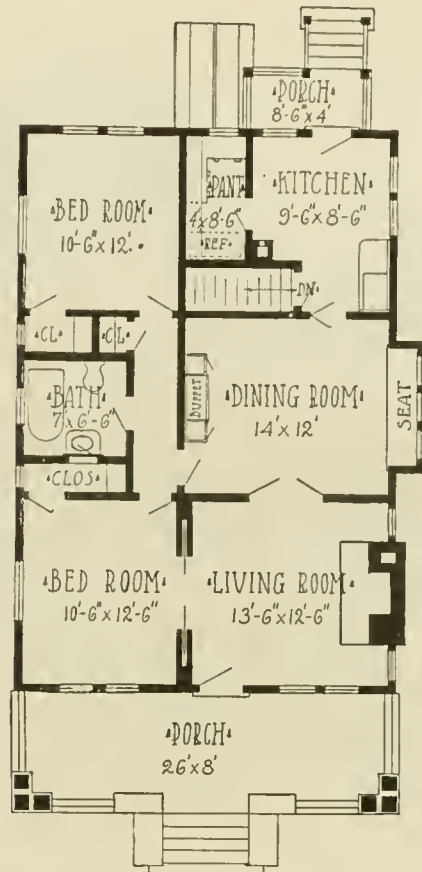 PORCH
8'-6"x4'
BED ROOM
10'-6"x12'.
PANT
4x8'-6"
REF
KITCHEN
9'-6"x8'-6"
DN
CL
CL
BATH
7'x6'-6"
BUFFET
DINING ROOM
14'x12'
SEAT
CLOS
BED ROOM
10'-6"x12'-6"
LIVING ROOM
13'-6"x12'-6"
PORCH
26'x8'